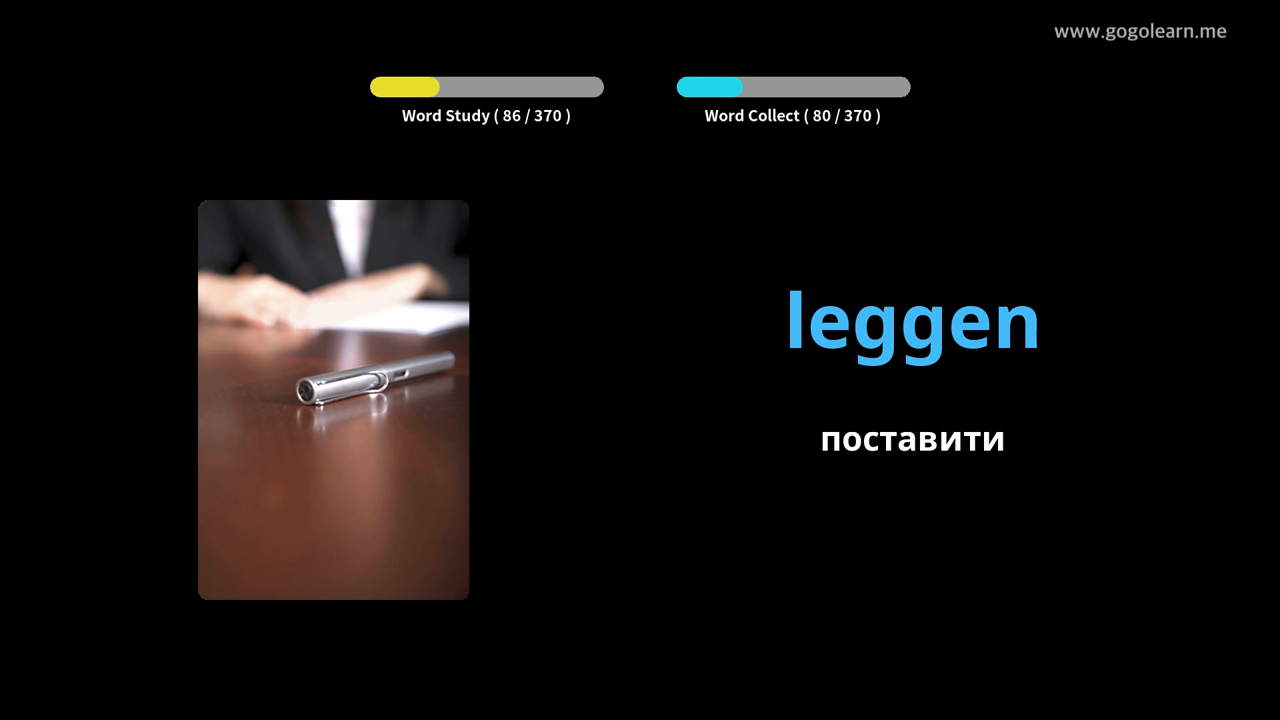 www.gogolearn.me
Word Study ( 86 / 370 )
Word Collect ( 80 / 370 )
leggen
поставити